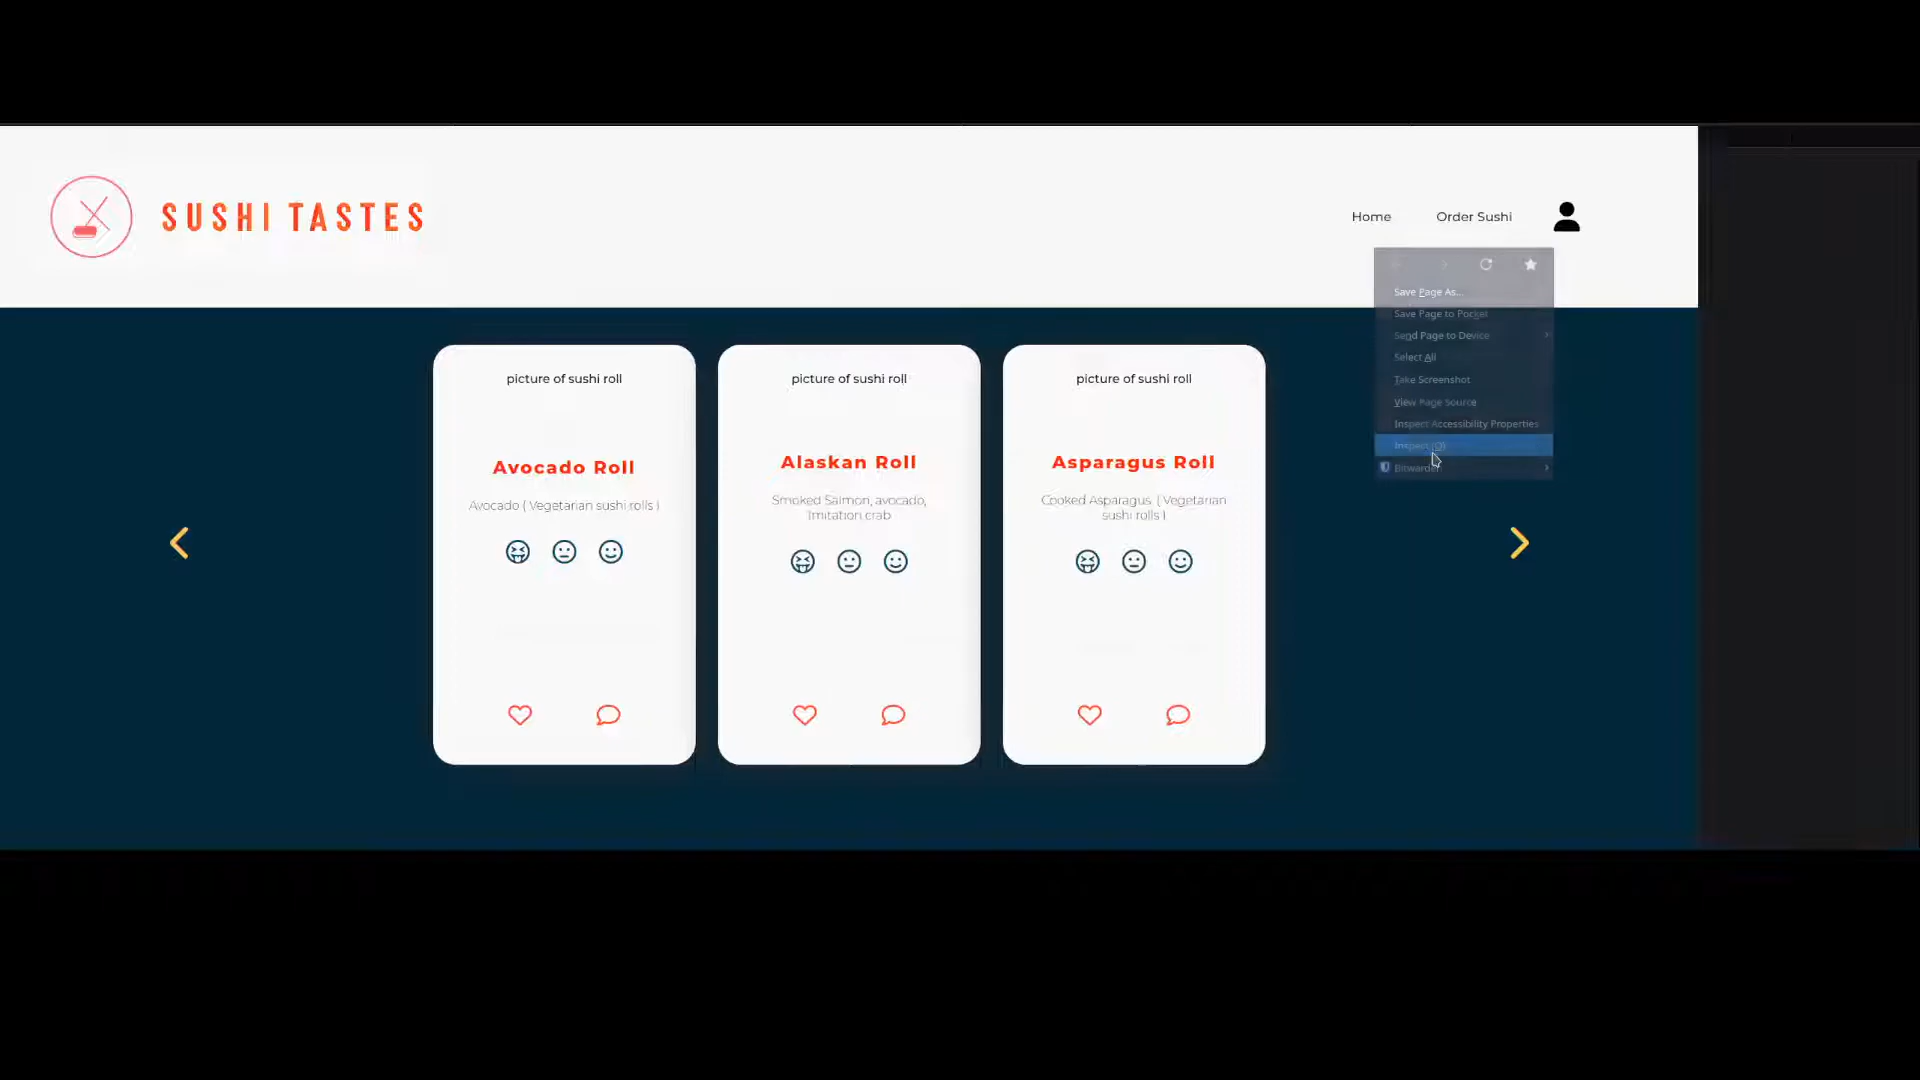 SUSHI TASTES
Home
Order Sushi
Save Page As...
Save Page to Pocket
Send Page to Device
Select All
Take Screenshot
View Page Source
Inspect Accessibility Properties
Inspect (Q)
Bitwarden
picture of sushi roll
Avocado Roll
Avocado ( Vegetarian sushi rolls )
picture of sushi roll
Alaskan Roll
Smoked Salmon, avocado,
Imitation crab
picture of sushi roll
Asparagus Roll
Cooked Asparagus. ( Vegetarian
sushi rolls )